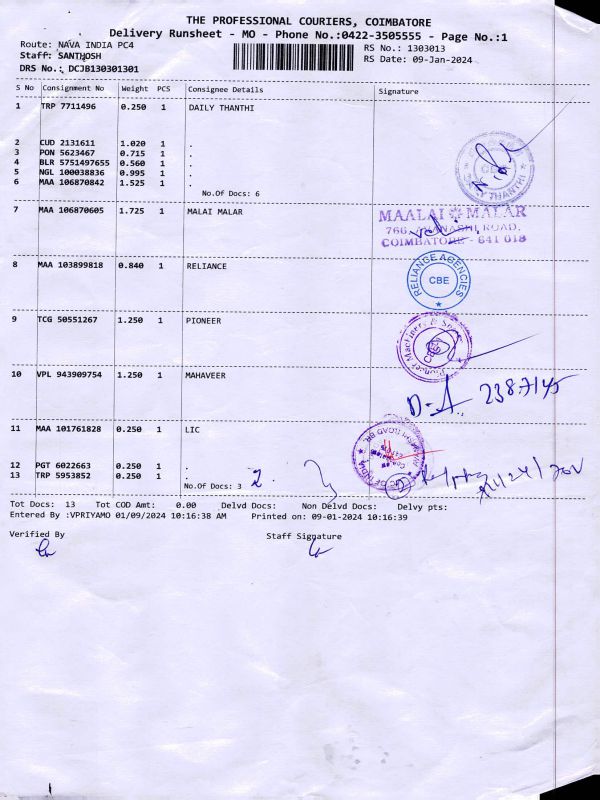 THE PROFESSIONAL COURIERS, COIMBATORE
Delivery Runsheet - MO - Phone No.:0422-3505555 - Page No.:1
Route: NAVA INDIA PC4
RS No.: 1303013
Staff: SANTHOSH
RS Date: 09-Jan-2024
DRS No.: DCJB130301301
S No Consignment No Weight PCS Consignee Details Signature
1 TRP 7711496 0.250 1 DAILY THANTHI
2 CUD 2131611 1.020 1 .
3 PON 5623467 0.715 1 .
4 BLR 5751497655 0.560 1 .
5 NGL 100038836 0.995 1 .
6 MAA 106870842 1.525 1 .
No.Of Docs: 6
CBE
DAILY THANTHI
7 MAA 106870605 1.725 1 MALAI MALAR
MAALAI MALAR
766, AVANASHI ROAD,
COIMBATORE - 641 018
8 MAA 103899818 0.840 1 RELIANCE
RELIANCE AGENCIES
CBE
9 TCG 50551267 1.250 1 PIONEER
CBE
10 VPL 943909754 1.250 1 MAHAVEER
11 MAA 101761828 0.250 1 LIC
12 PGT 6022663 0.250 1 .
13 TRP 5953852 0.250 1 .
No.Of Docs: 3
Tot Docs: 13 Tot COD Amt: 0.00 Delvd Docs: Non Delvd Docs: Delvy pts:
Entered By :VPRIYAMO 01/09/2024 10:16:38 AM Printed on: 09-01-2024 10:16:39
Verified By Staff Signature